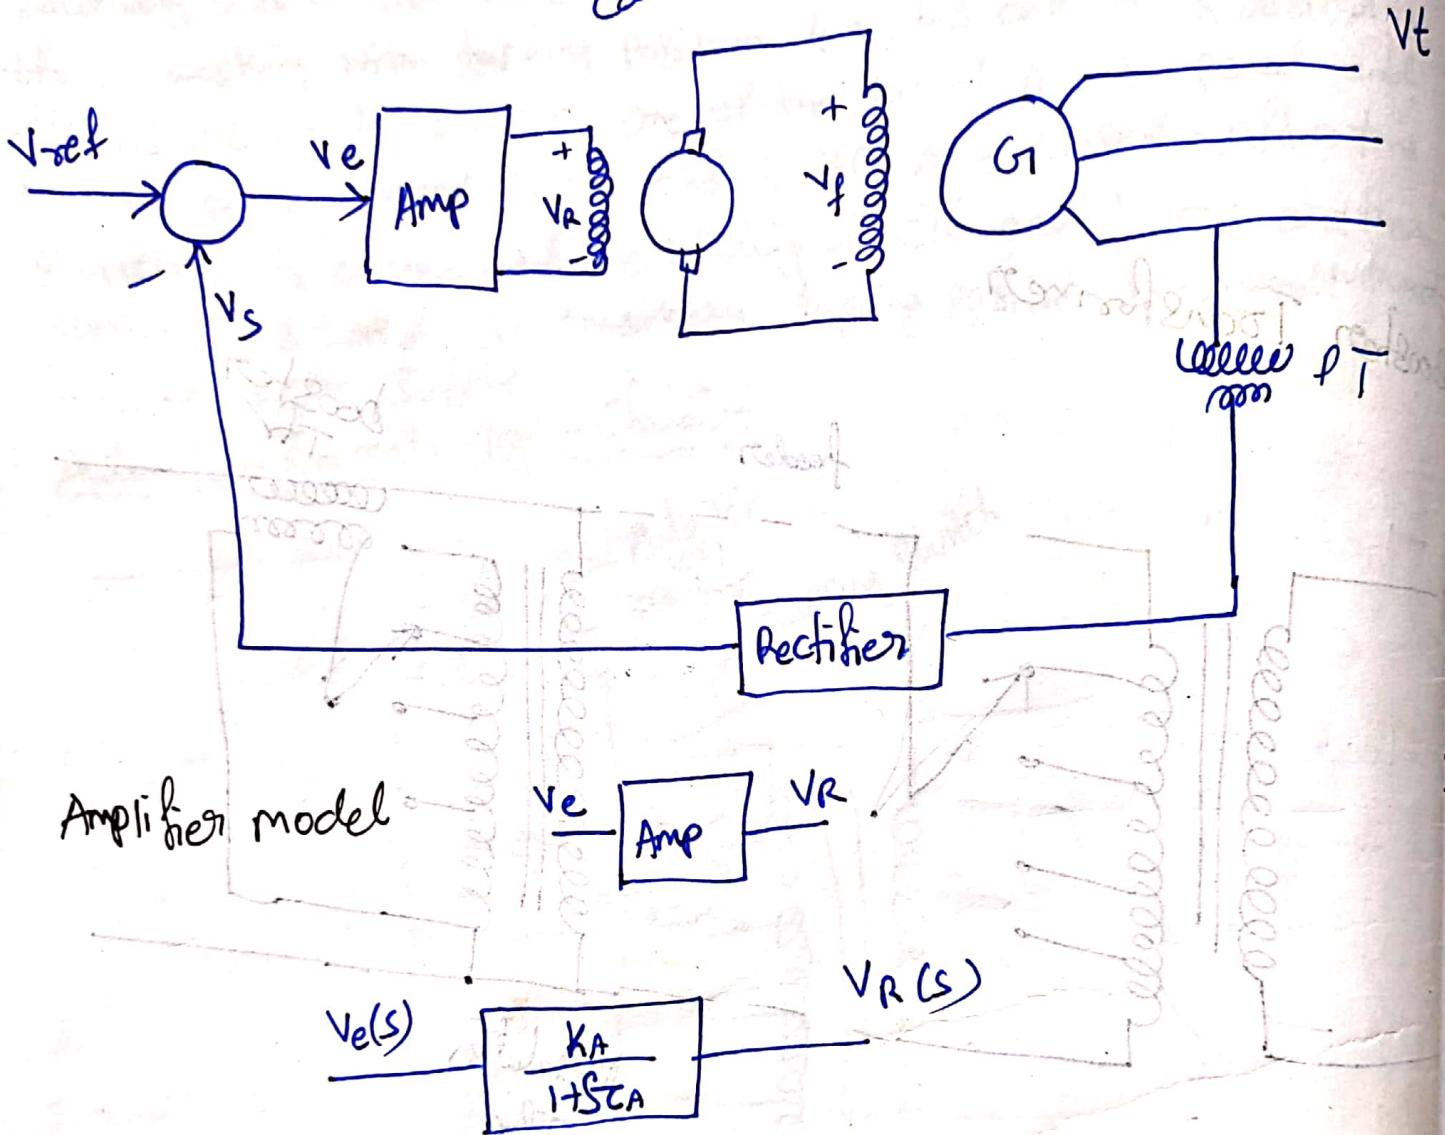 Vt
Vref
Ve
Amp
+
VR
-
+
Vf
-
G
-
Vs
PT
Rectifier
Amplifier model
Ve
Amp
VR
Ve(s)
KA
1+SτA
VR(s)